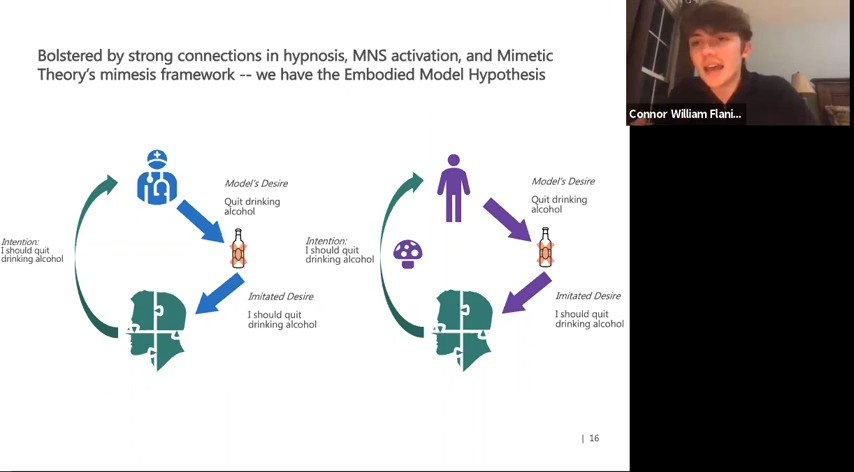 Bolstered by strong connections in hypnosis, MNS activation, and Mimetic
Theory's mimesis framework -- we have the Embodied Model Hypothesis
Connor William Flani...
Model's Desire
Quit drinking
alcohol
Intention:
I should quit
drinking alcohol
Imitated Desire
I should quit
drinking alcohol
Model's Desire
Quit drinking
alcohol
Intention:
I should quit
drinking alcohol
Imitated Desire
I should quit
drinking alcohol
| 16